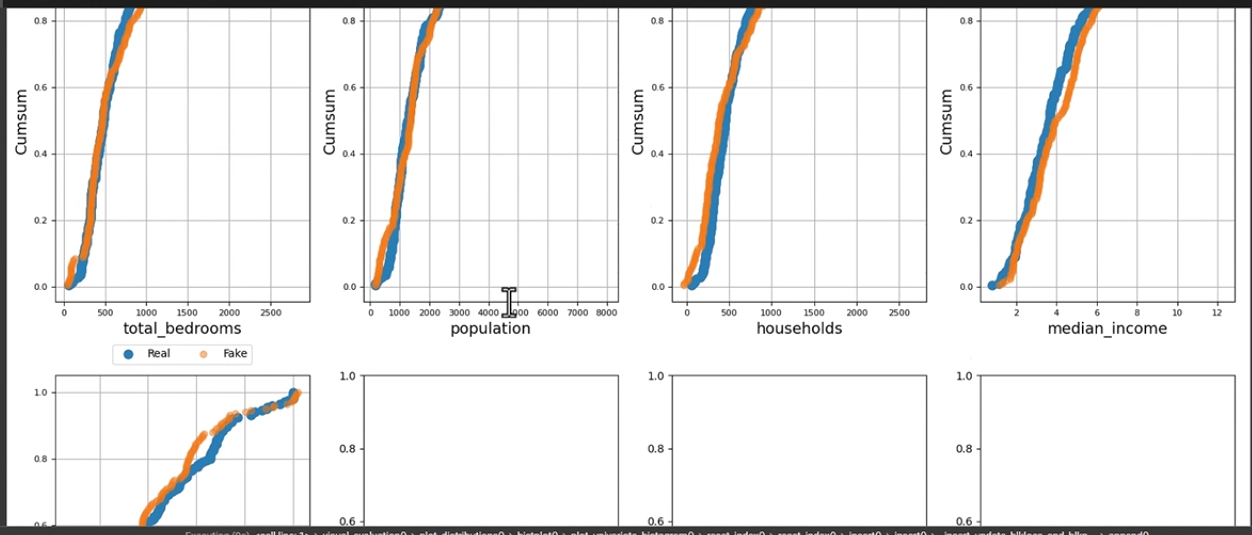 0.8 0.8 0.8 0.8
0.6 0.6 0.6 0.6
Cumsum Cumsum Cumsum Cumsum
0.4 0.4 0.4 0.4
0.2 0.2 0.2 0.2
0.0 0.0 0.0 0.0
0 500 1000 1500 2000 2500 0 1000 2000 3000 4000 5000 6000 7000 8000 0 500 1000 1500 2000 2500 2 4 6 8 10 12
total_bedrooms population households median_income
Real Fake
1.0 1.0 1.0 1.0
0.8 0.8 0.8 0.8
0.6 0.6 0.6 0.6